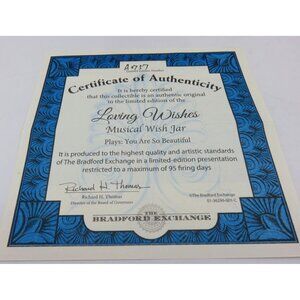 A 757
Certificate of Authenticity
It is hereby certified
that this collectible is an authentic original
in the limited edition of the
Loving Wishes
Musical Wish Jar
Plays: You Are So Beautiful
It is produced to the highest quality and artistic standards
of The Bradford Exchange in a limited-edition presentation
restricted to a maximum of 95 firing days
Richard H. Thomas
Richard H. Thomas
Director of the Board of Governors
©The Bradford Exchange
THE
BRADFORD EXCHANGE